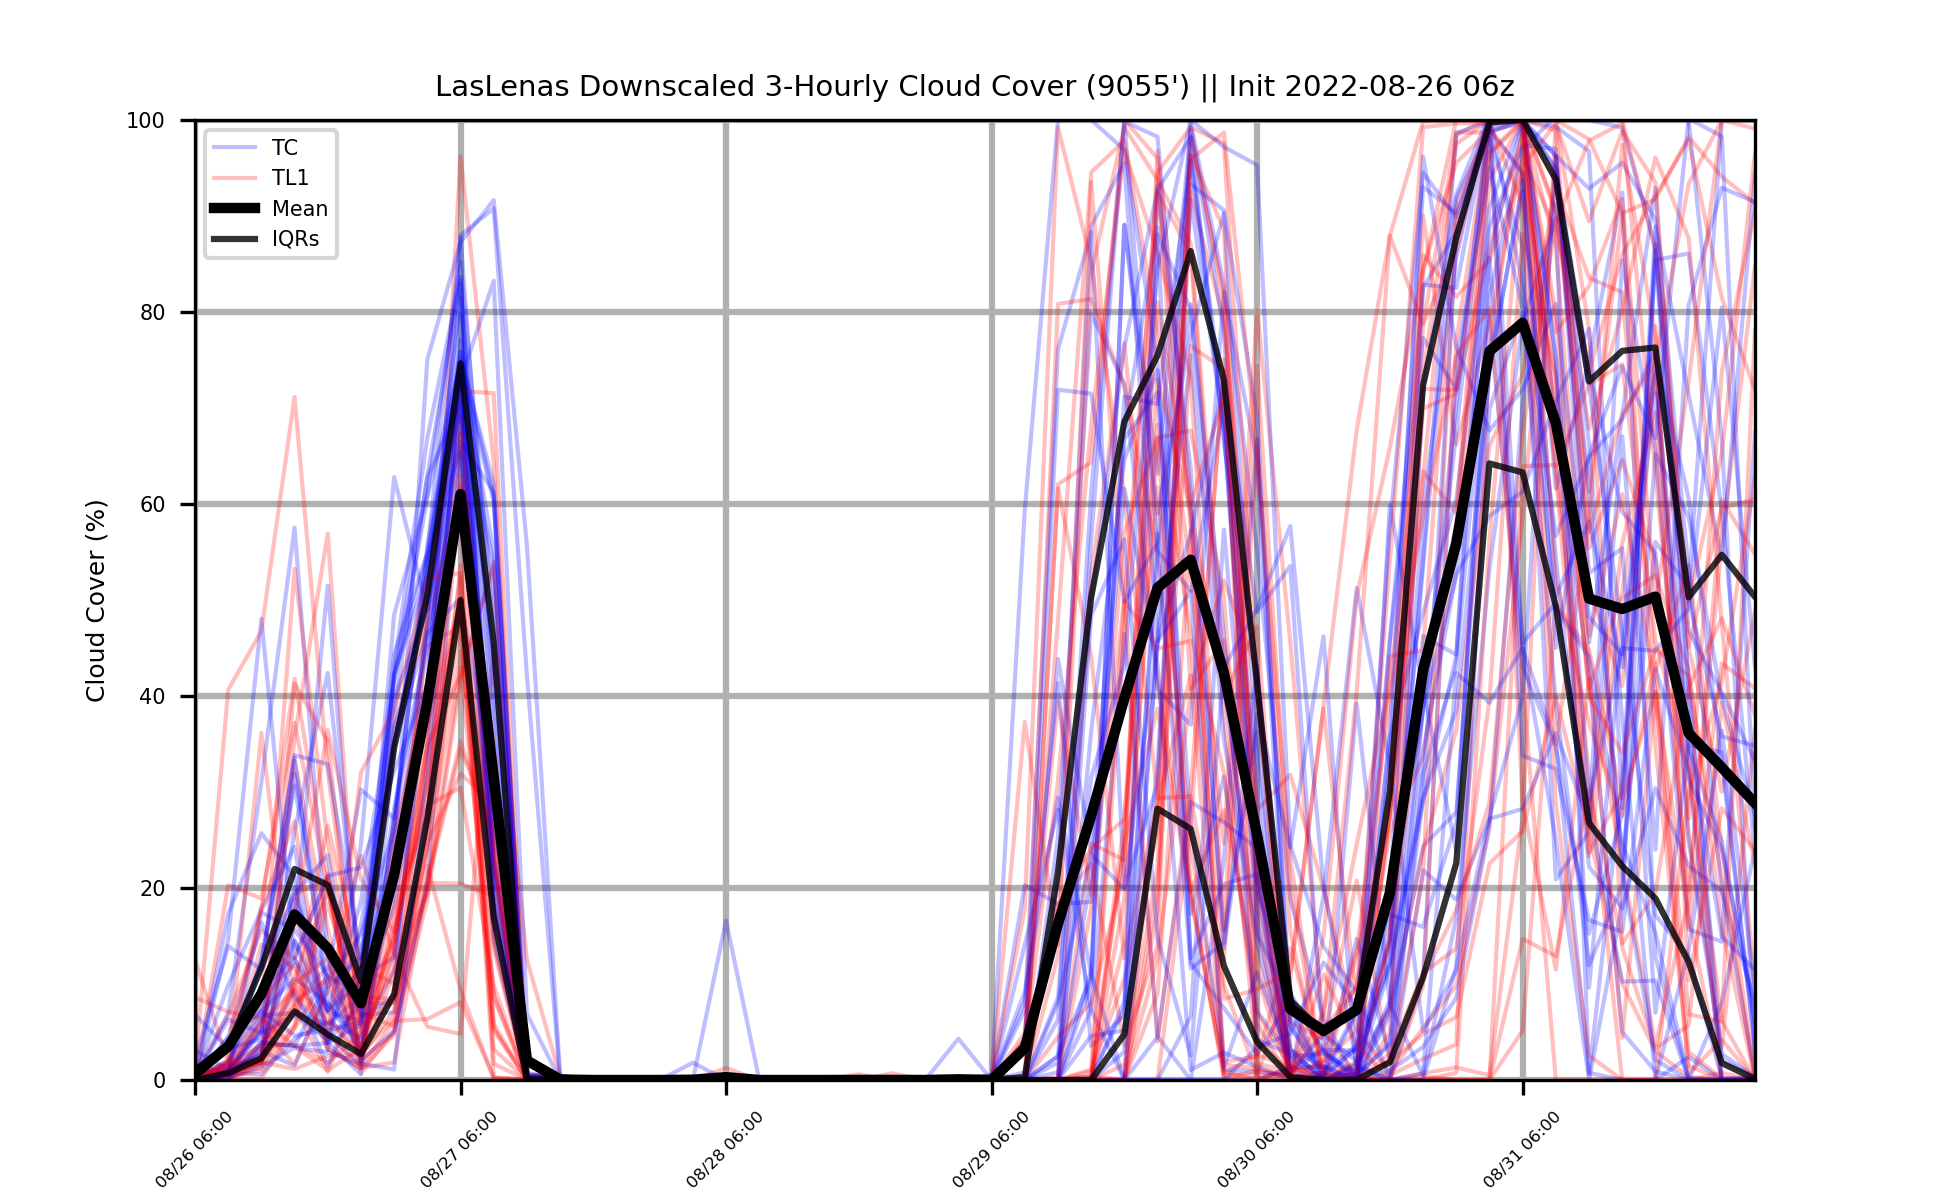 LasLenas Downscaled 3-Hourly Cloud Cover (9055') || Init 2022-08-26 06z
100
80
60
40
20
0
Cloud Cover (%)
TC
TL1
Mean
IQRs
08/26 06:00
08/27 06:00
08/28 06:00
08/29 06:00
08/30 06:00
08/31 06:00